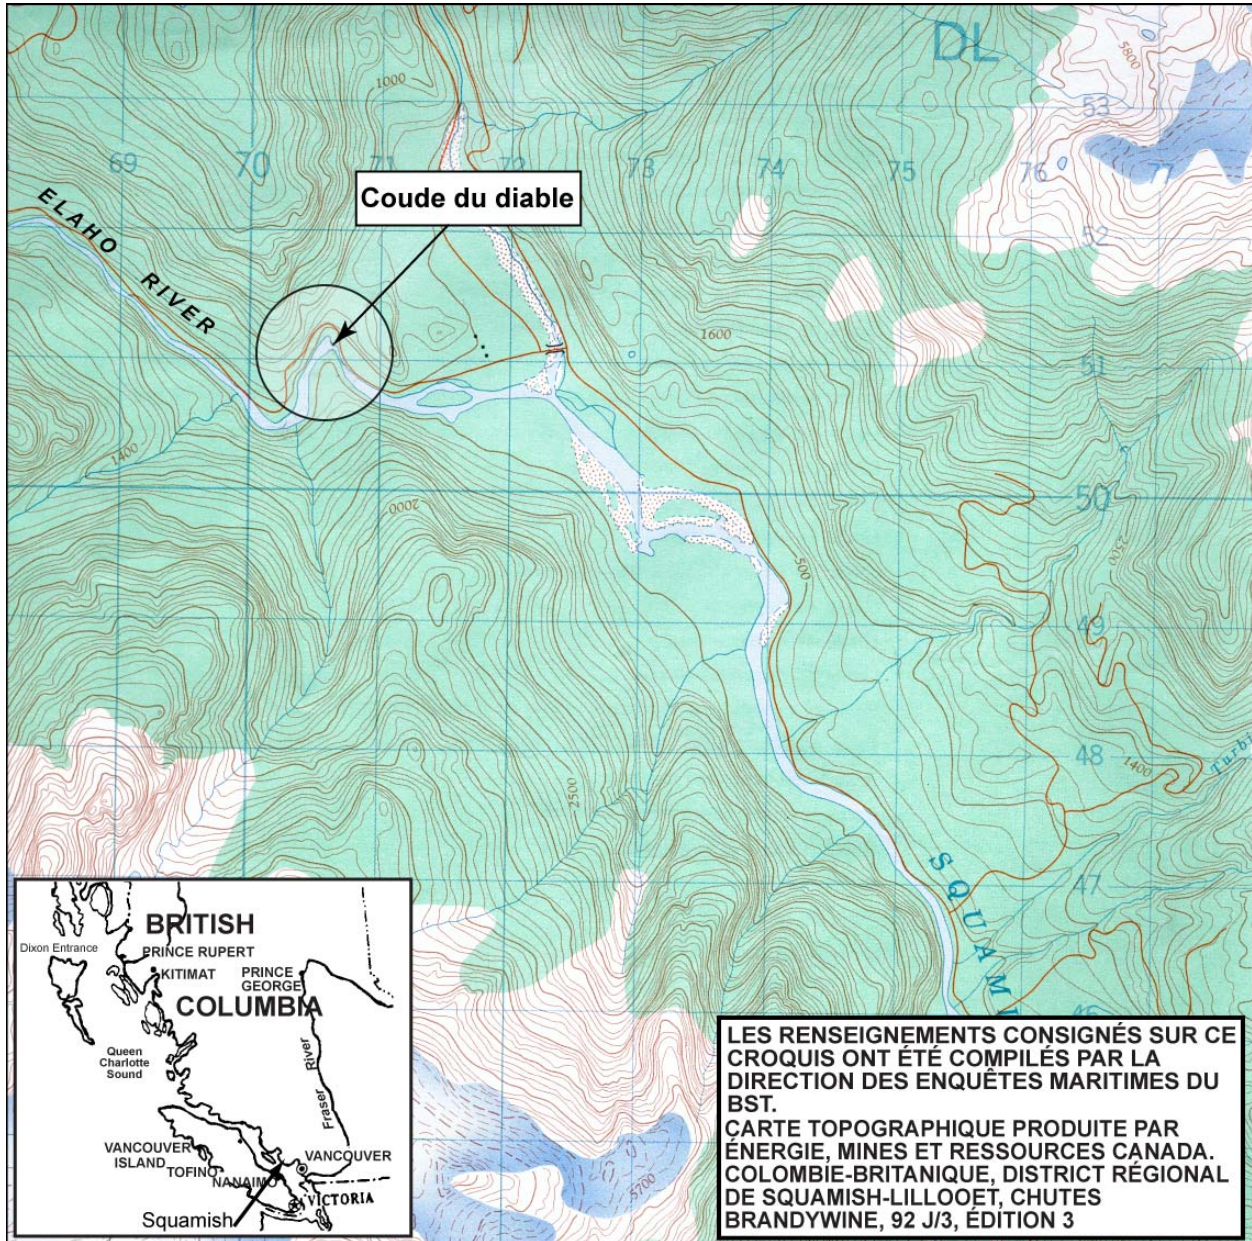 DL
5800
53
1000
69
70
71
72
73
74
75
76
77
Coude du diable
ELAHO RIVER
52
1600
51
1400
2000
50
2500
500
49
48
1400
Turbi
2500
47
SQUAMI
46
5700
BRITISH
Dixon Entrance
PRINCE RUPERT
KITIMAT
PRINCE
GEORGE
COLUMBIA
Queen
Charlotte
Sound
Fraser River
VANCOUVER
ISLAND
TOFINO
NANAIMO
VANCOUVER
VICTORIA
Squamish
LES RENSEIGNEMENTS CONSIGNÉS SUR CE
CROQUIS ONT ÉTÉ COMPILÉS PAR LA
DIRECTION DES ENQUÊTES MARITIMES DU
BST.
CARTE TOPOGRAPHIQUE PRODUITE PAR
ÉNERGIE, MINES ET RESSOURCES CANADA.
COLOMBIE-BRITANIQUE, DISTRICT RÉGIONAL
DE SQUAMISH-LILLOOET, CHUTES
BRANDYWINE, 92 J/3, ÉDITION 3